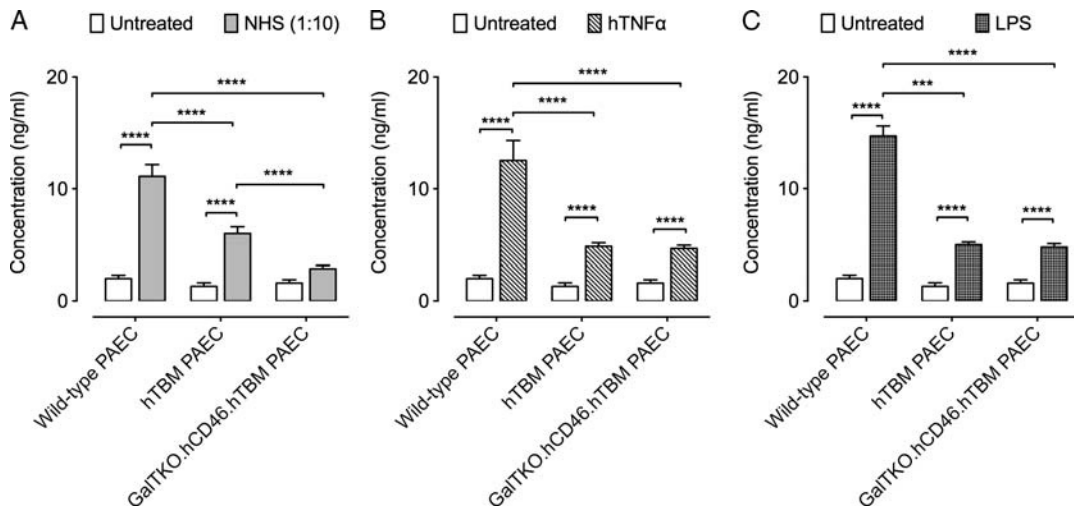 A
Untreated
NHS (1:10)
Concentration (ng/ml)
20
10
0
****
****
****
****
****
Wild-type PAEC
hTBM PAEC
GalTKO.hCD46.hTBM PAEC
B
Untreated
hTNFα
Concentration (ng/ml)
20
10
0
****
****
****
****
****
Wild-type PAEC
hTBM PAEC
GalTKO.hCD46.hTBM PAEC
C
Untreated
LPS
Concentration (ng/ml)
20
10
0
****
***
****
****
****
Wild-type PAEC
hTBM PAEC
GalTKO.hCD46.hTBM PAEC